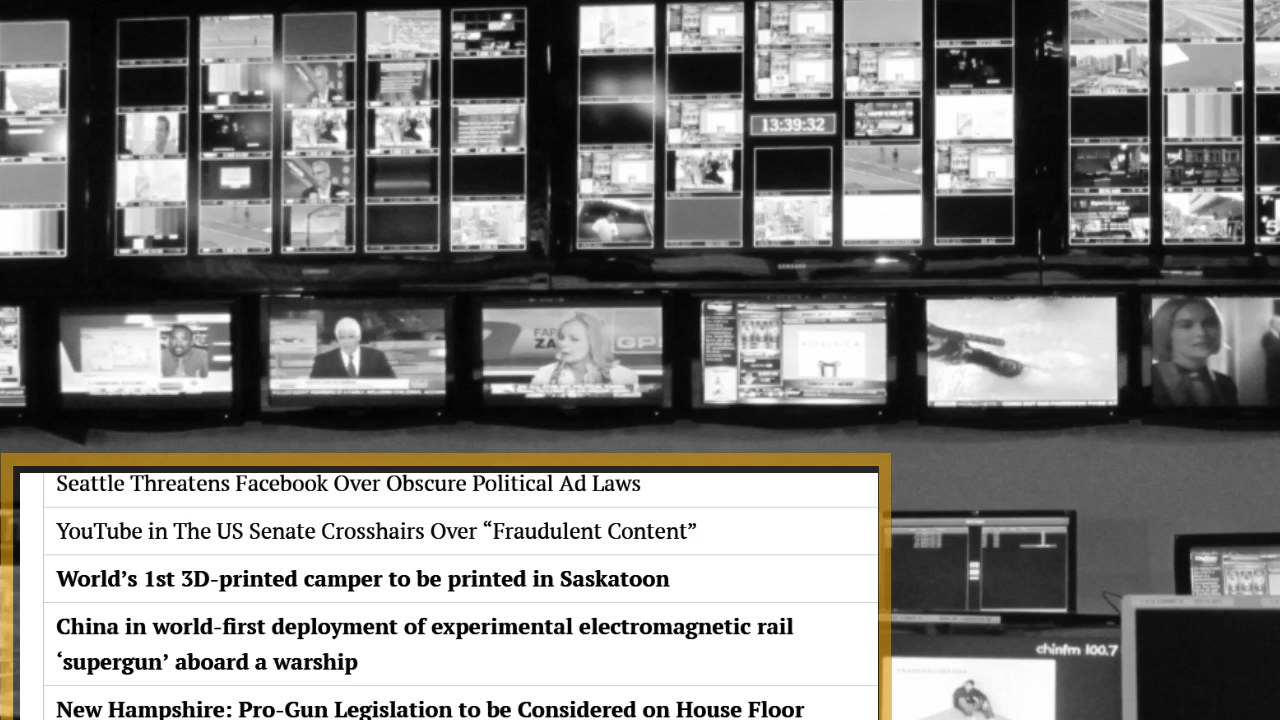 13:39:32
chinfm 100.7
Seattle Threatens Facebook Over Obscure Political Ad Laws
YouTube in The US Senate Crosshairs Over “Fraudulent Content”
World’s 1st 3D-printed camper to be printed in Saskatoon
China in world-first deployment of experimental electromagnetic rail
‘supergun’ aboard a warship
New Hampshire: Pro-Gun Legislation to be Considered on House Floor